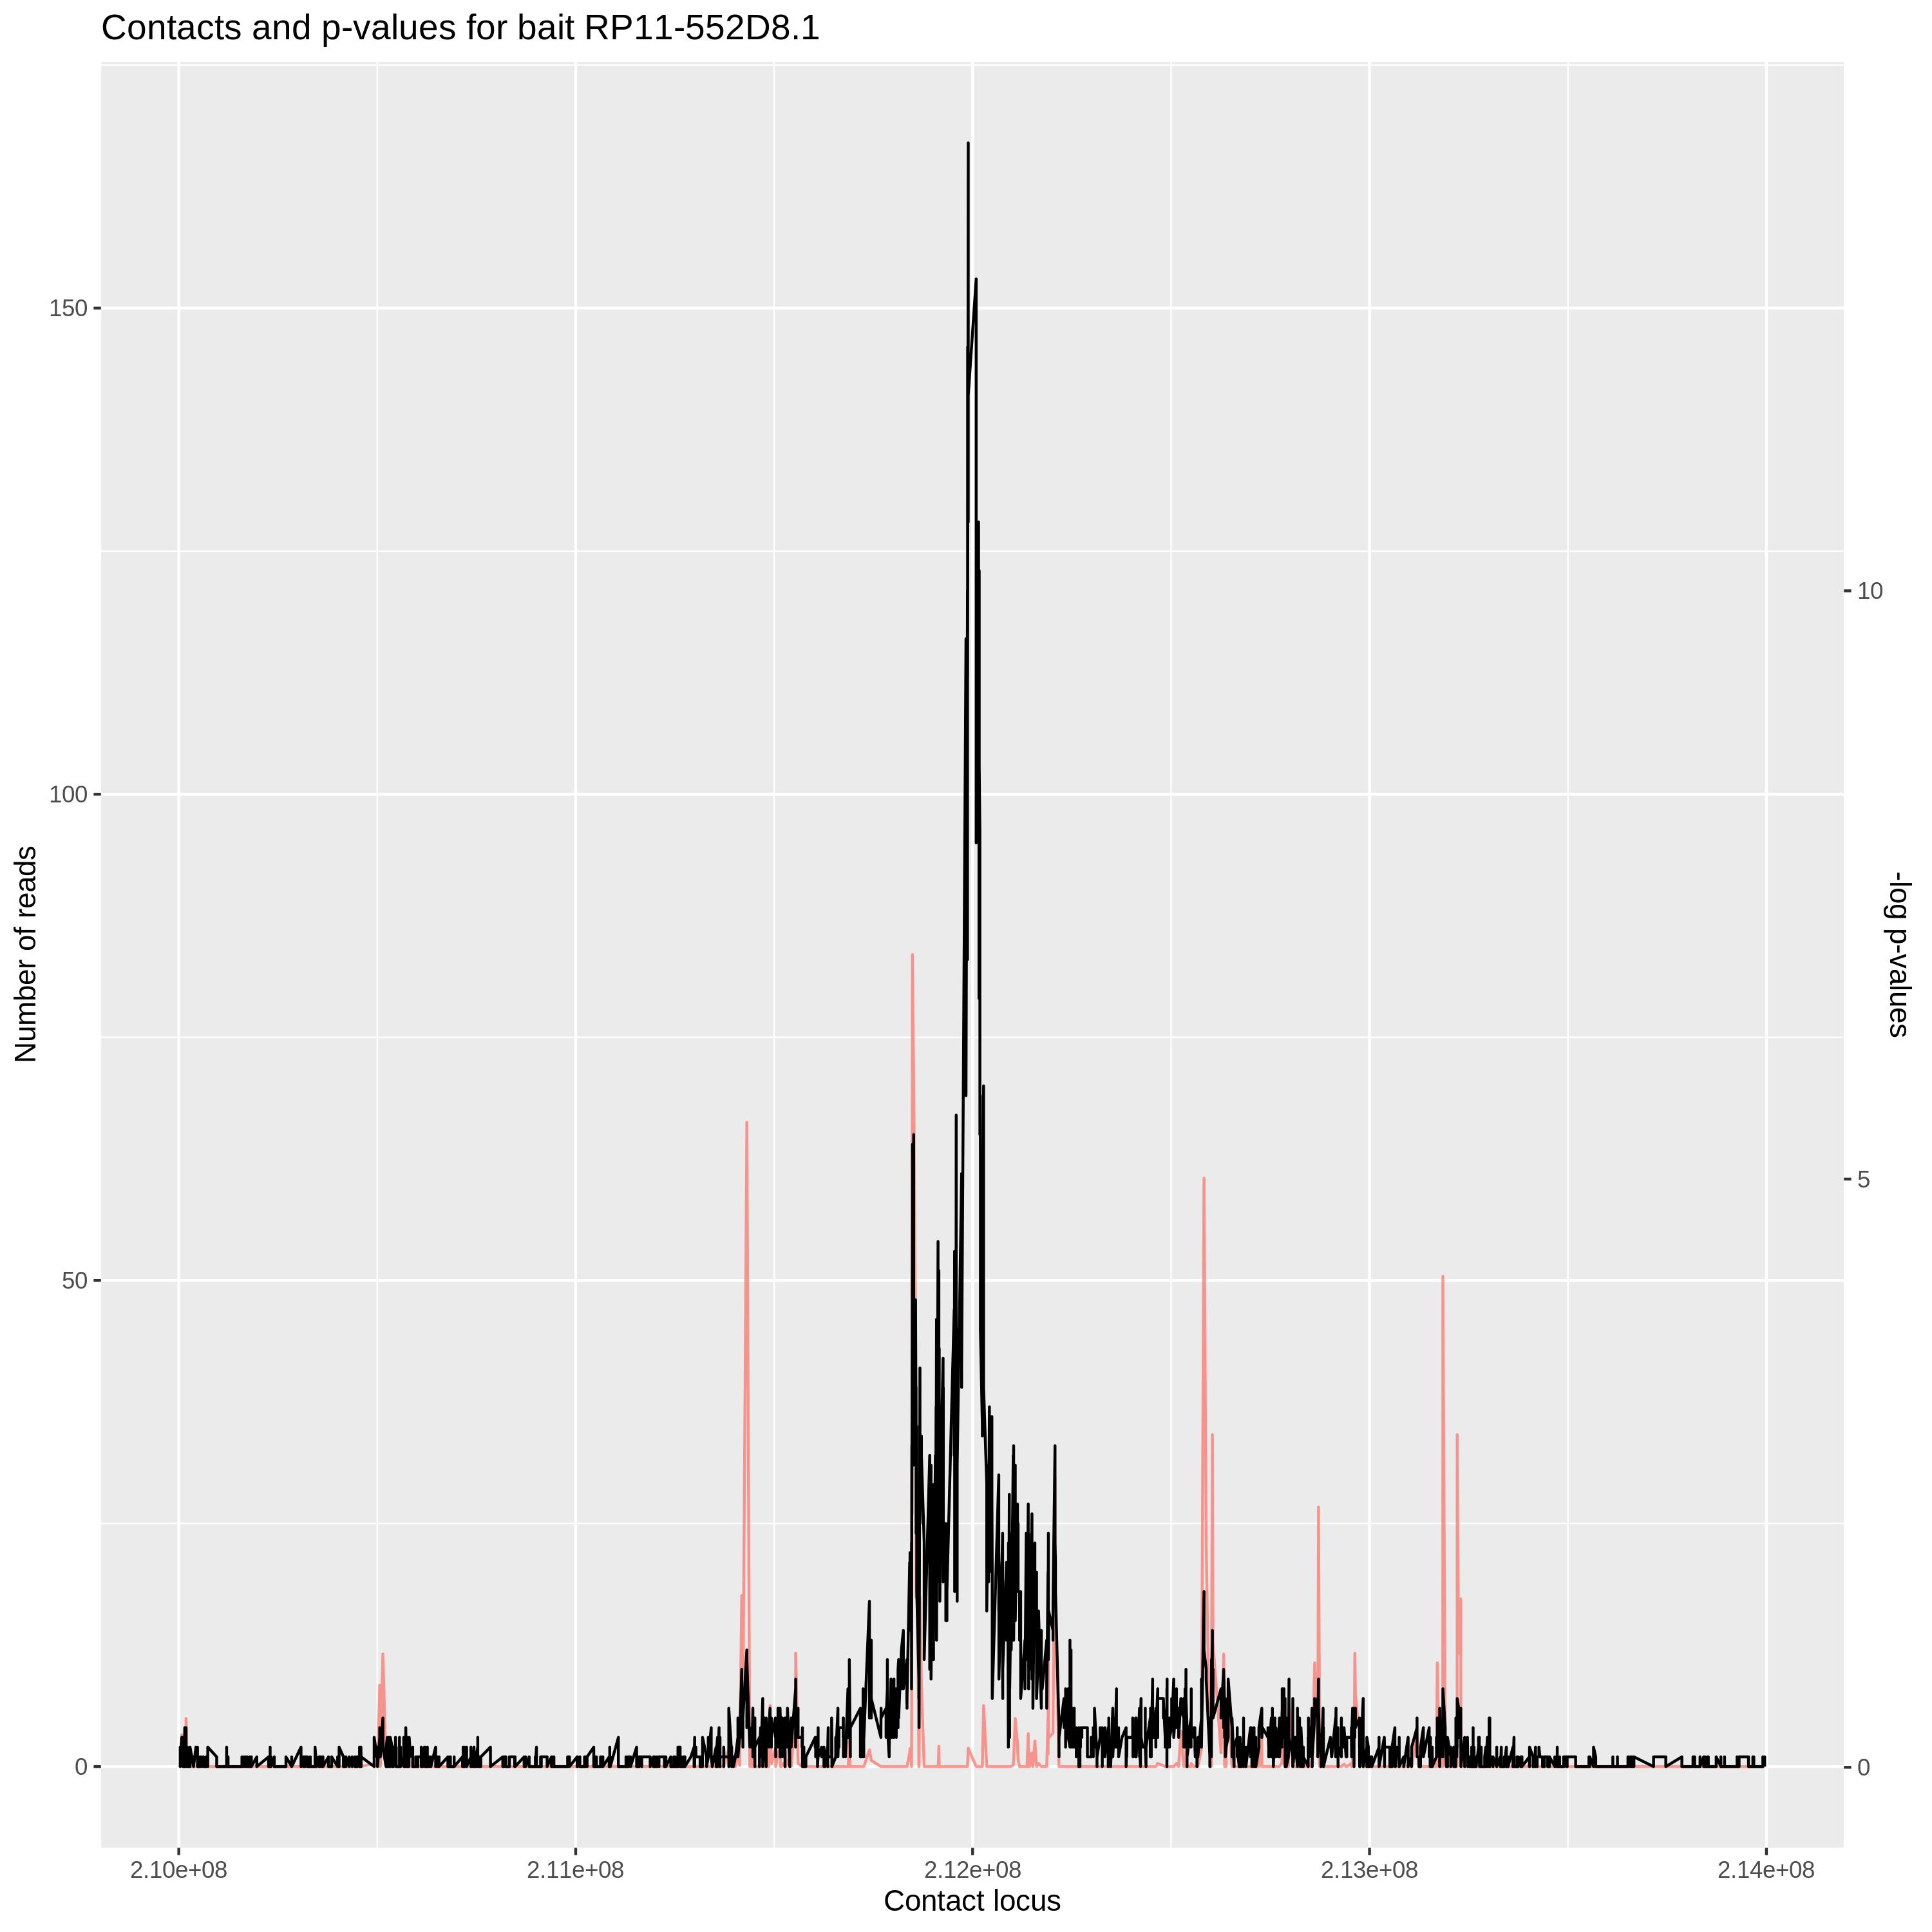 Contacts and p-values for bait RP11-552D8.1
150
100
50
0
Number of reads
10
5
0
-log p-values
2.10e+08
2.11e+08
2.12e+08
2.13e+08
2.14e+08
Contact locus